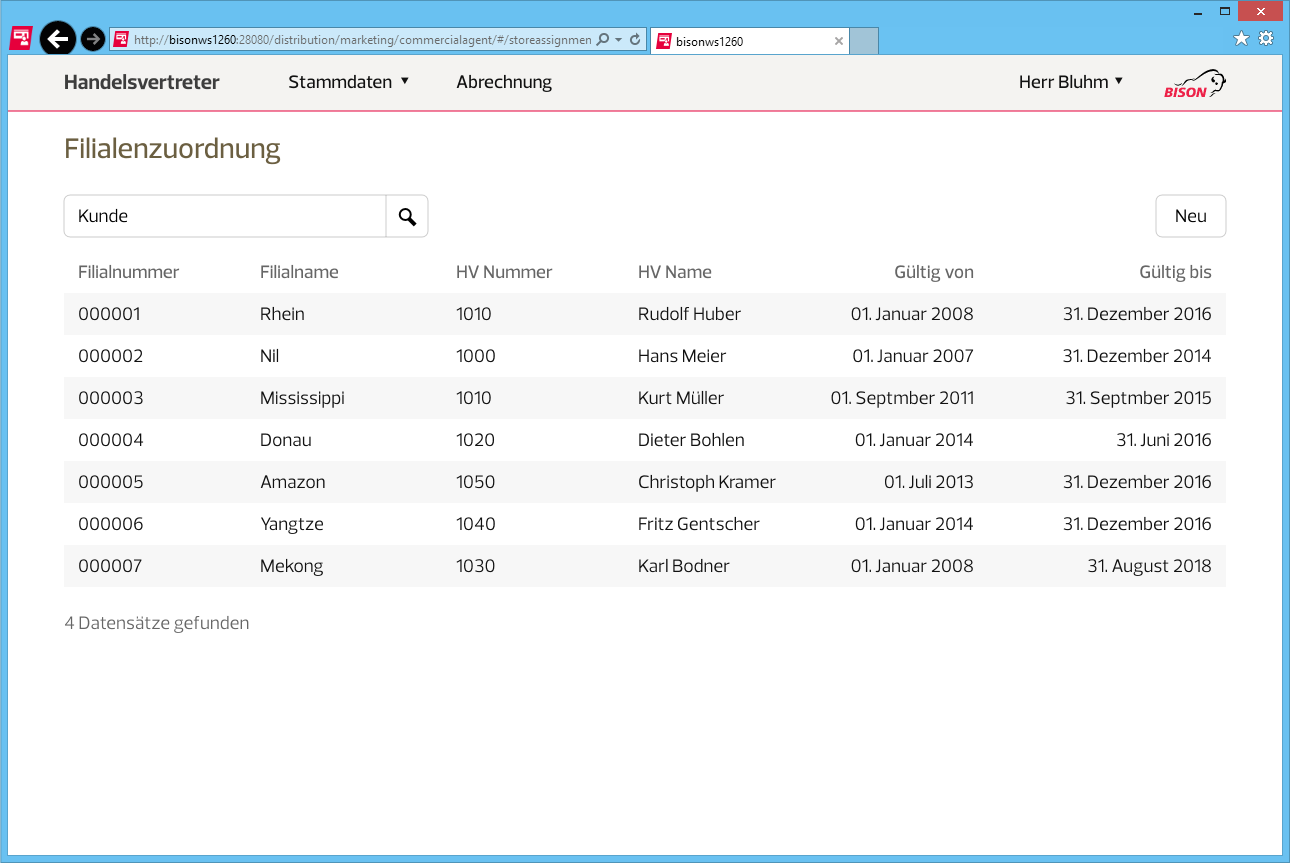 http://bisonws1260:28080/distribution/marketing/commercialagent/#/storeassignmen
bisonws1260
Handelsvertreter Stammdaten Abrechnung Herr Bluhm BISON
Filialenzuordnung
Kunde Neu
Filialnummer Filialname HV Nummer HV Name Gültig von Gültig bis
000001 Rhein 1010 Rudolf Huber 01. Januar 2008 31. Dezember 2016
000002 Nil 1000 Hans Meier 01. Januar 2007 31. Dezember 2014
000003 Mississippi 1010 Kurt Müller 01. Septmber 2011 31. Septmber 2015
000004 Donau 1020 Dieter Bohlen 01. Januar 2014 31. Juni 2016
000005 Amazon 1050 Christoph Kramer 01. Juli 2013 31. Dezember 2016
000006 Yangtze 1040 Fritz Gentscher 01. Januar 2014 31. Dezember 2016
000007 Mekong 1030 Karl Bodner 01. Januar 2008 31. August 2018
4 Datensätze gefunden